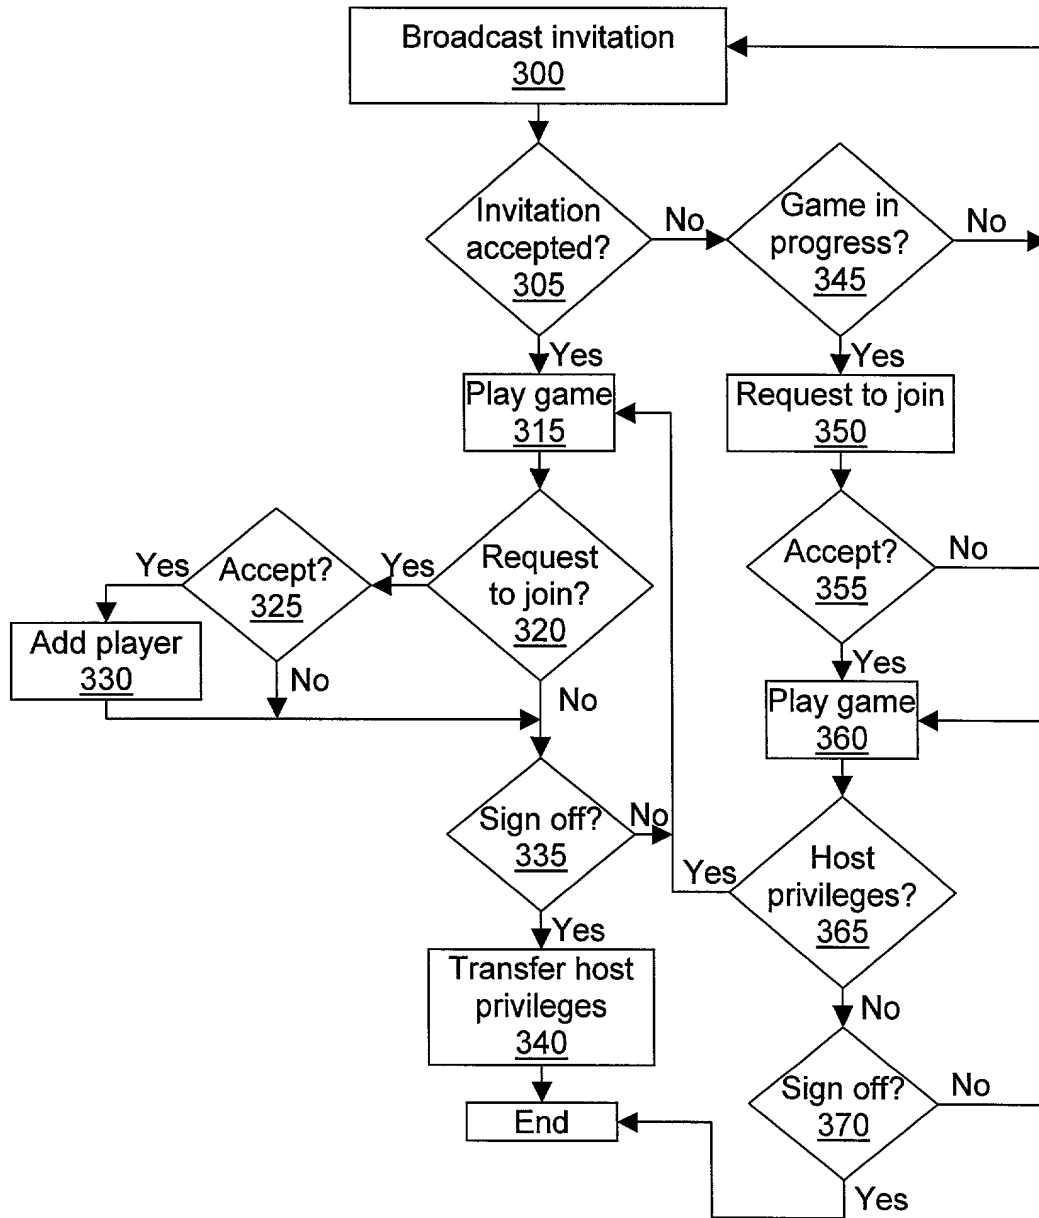 Broadcast invitation
300
Invitation
accepted?
305
No
Game in
progress?
345
No
Yes
Yes
Play game
315
Request to join
350
Yes
Accept?
325
Yes
Request
to join?
320
Accept?
355
No
Add player
330
No
No
Yes
Play game
360
Sign off?
335
No
Yes
Host
privileges?
365
Yes
Transfer host
privileges
340
No
Sign off?
370
No
End
Yes